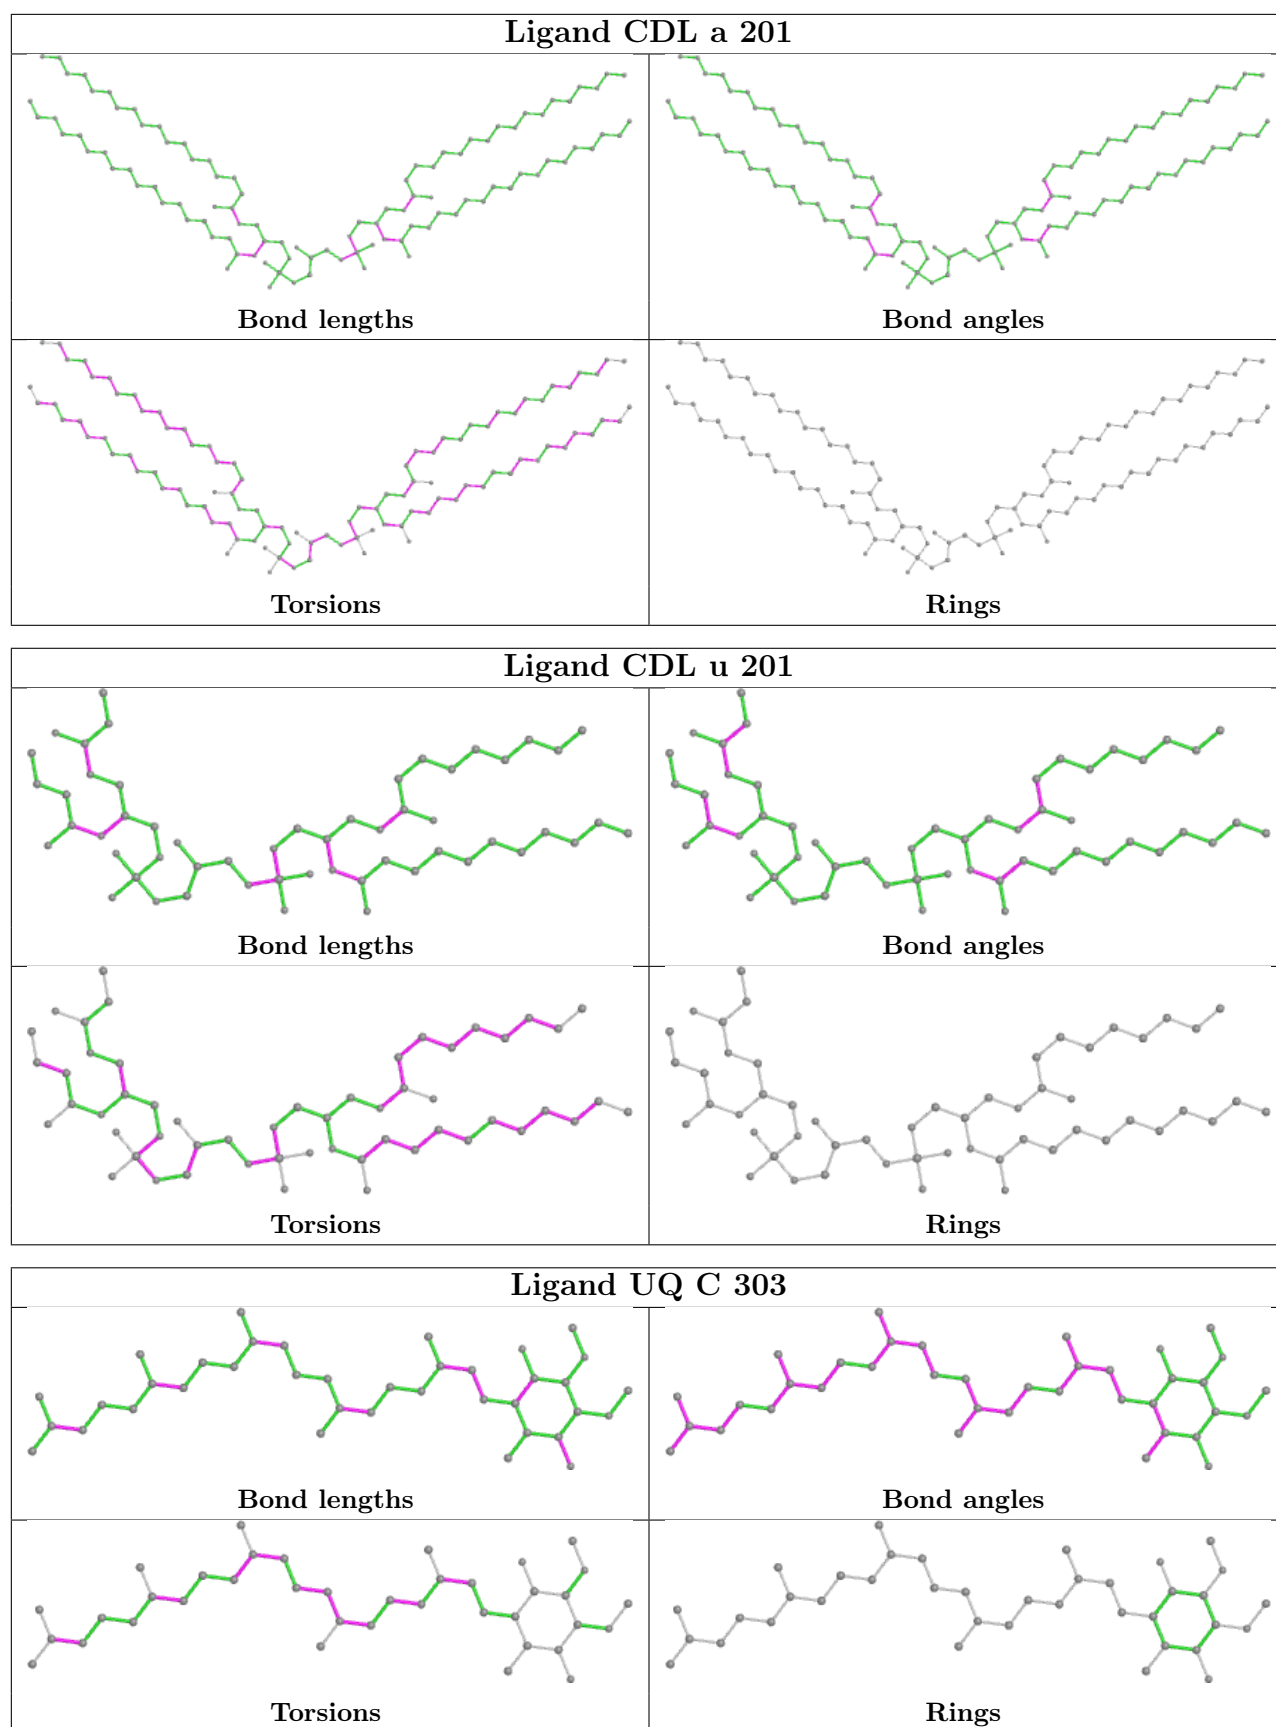 Ligand CDL a 201
Bond lengths
Bond angles
Torsions
Rings
Ligand CDL u 201
Bond lengths
Bond angles
Torsions
Rings
Ligand UQ C 303
Bond lengths
Bond angles
Torsions
Rings